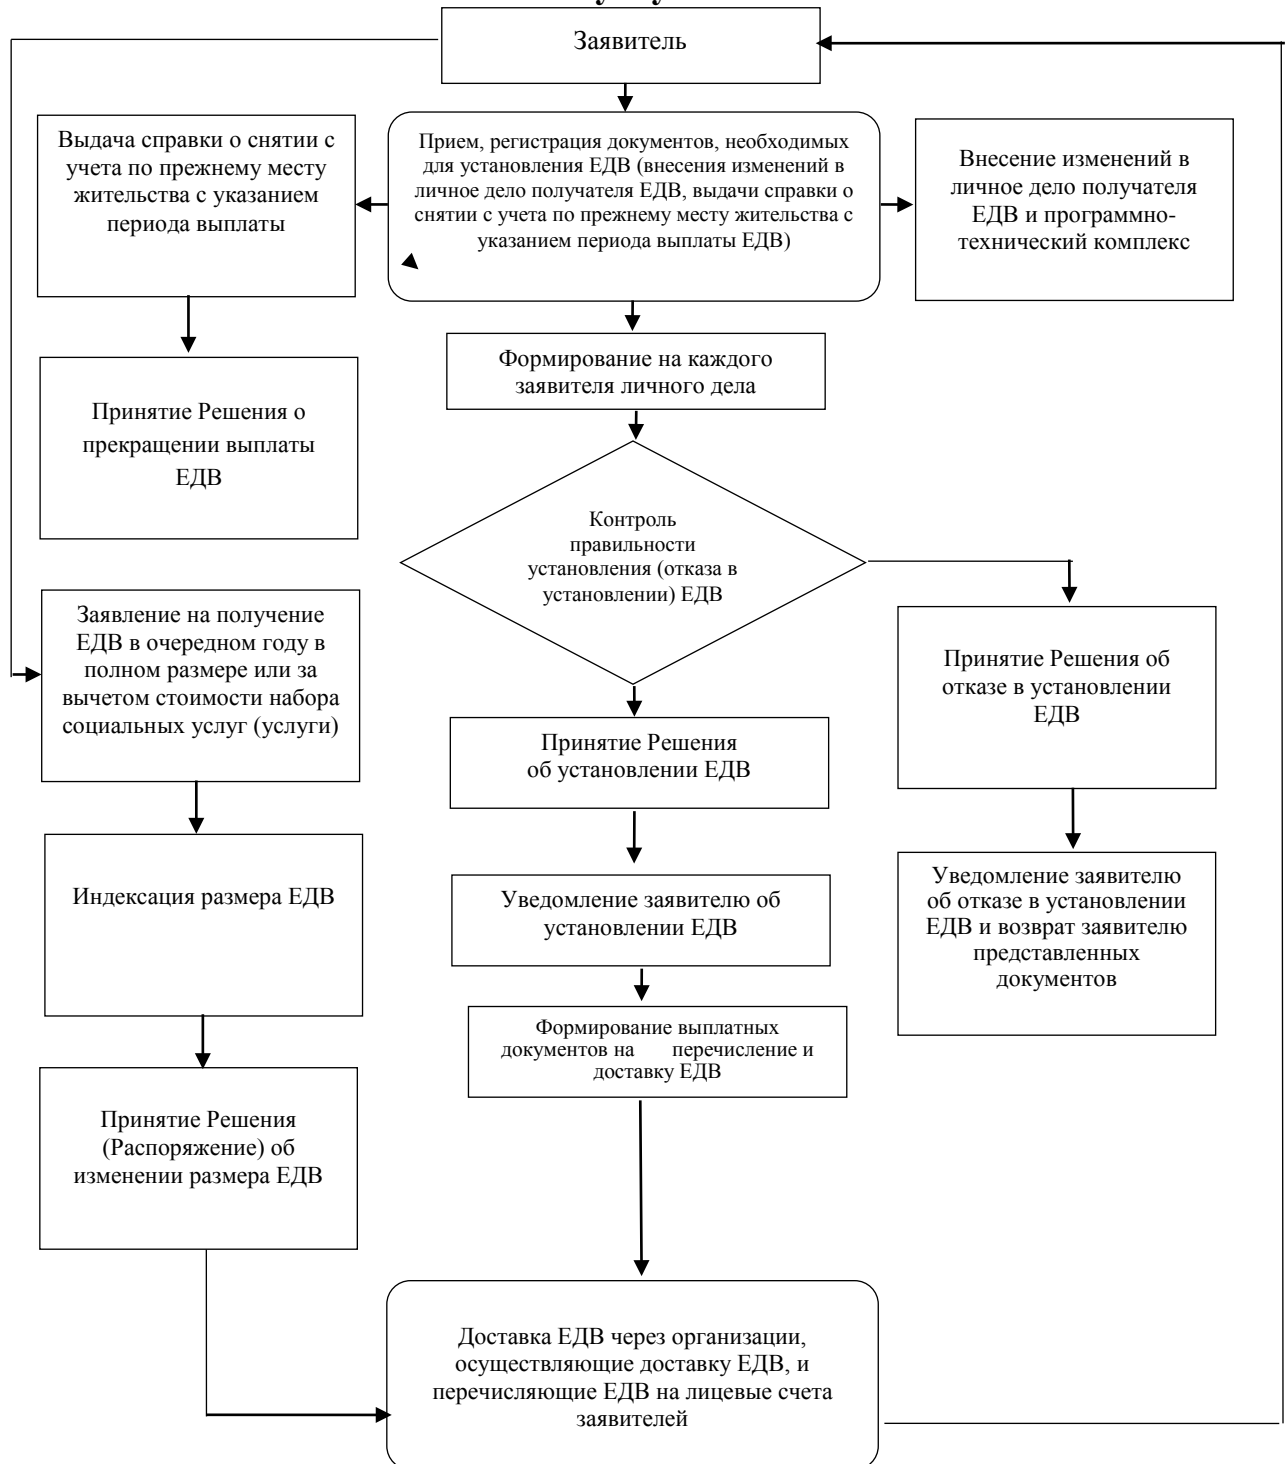 Заявитель
Выдача справки о снятии с
учета по прежнему месту
жительства с указанием
периода выплаты
Прием, регистрация документов, необходимых
для установления ЕДВ (внесения изменений в
личное дело получателя ЕДВ, выдачи справки о
снятии с учета по прежнему месту жительства с
указанием периода выплаты ЕДВ)
Внесение изменений в
личное дело получателя
ЕДВ и программно-
технический комплекс
Формирование на каждого
заявителя личного дела
Принятие Решения о
прекращении выплаты
ЕДВ
Контроль
правильности
установления (отказа в
установлении) ЕДВ
Заявление на получение
ЕДВ в очередном году в
полном размере или за
вычетом стоимости набора
социальных услуг (услуги)
Принятие Решения об
отказе в установлении
ЕДВ
Принятие Решения
об установлении ЕДВ
Индексация размера ЕДВ
Уведомление заявителю об
установлении ЕДВ
Уведомление заявителю
об отказе в установлении
ЕДВ и возврат заявителю
представленных
документов
Формирование выплатных
документов на перечисление и
доставку ЕДВ
Принятие Решения
(Распоряжение) об
изменении размера ЕДВ
Доставка ЕДВ через организации,
осуществляющие доставку ЕДВ, и
перечисляющие ЕДВ на лицевые счета
заявителей